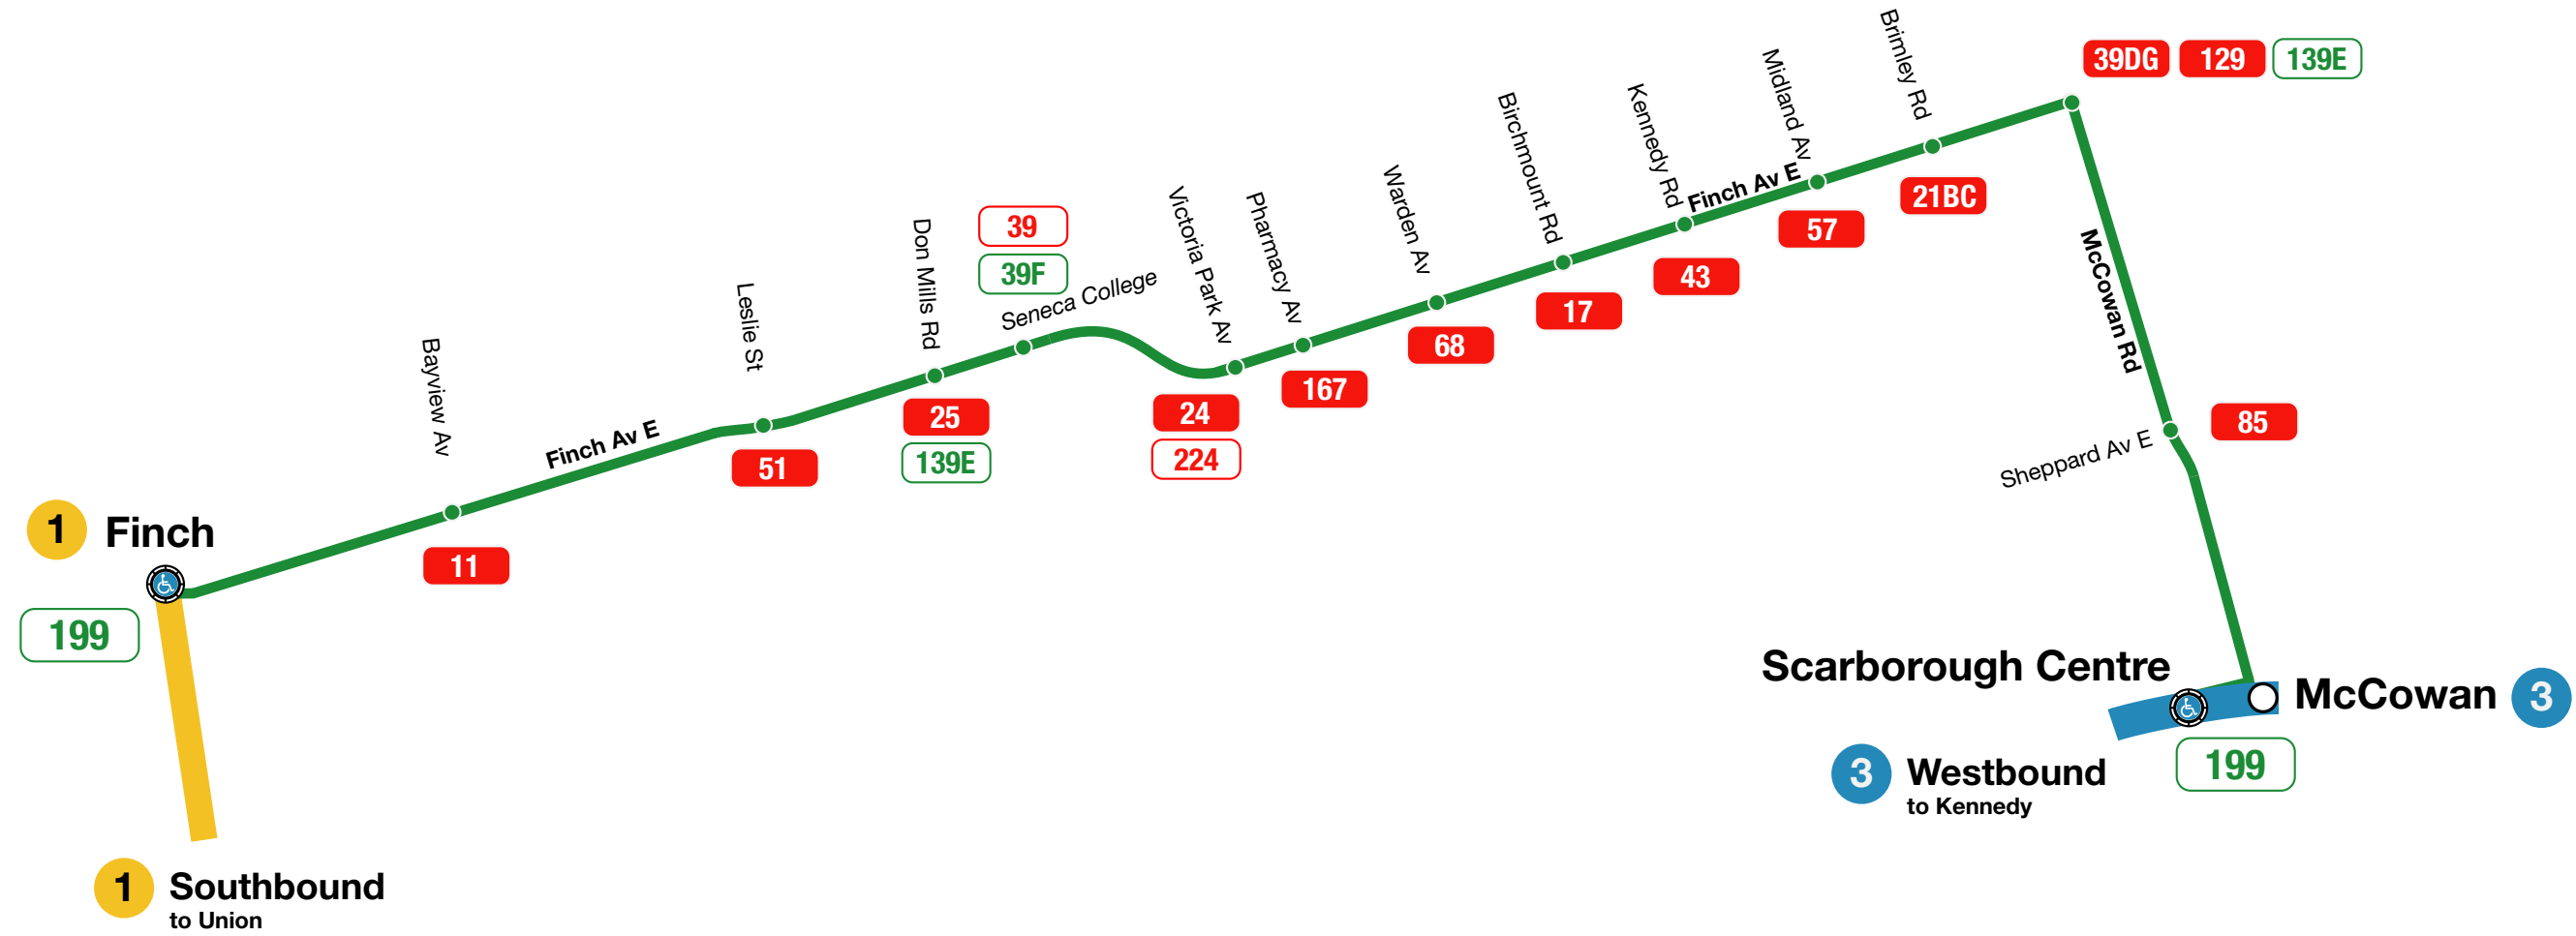 39DG 129 139E
Brimley Rd
Midland Av
Kennedy Rd
Birchmount Rd
Warden Av
Pharmacy Av
Victoria Park Av
Don Mills Rd
Leslie St
Bayview Av
39
39F
Seneca College
Finch Av E
21BC
57
43
17
68
167
24
224
25
139E
51
Finch Av E
11
McCowan Rd
85
Sheppard Av E
1 Finch
199
1 Southbound
to Union
Scarborough Centre
McCowan 3
199
3 Westbound
to Kennedy